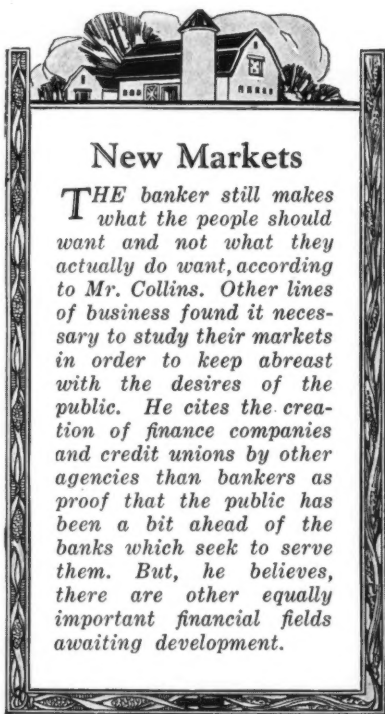 New Markets
THE banker still makes
what the people should
want and not what they
actually do want, according
to Mr. Collins. Other lines
of business found it neces-
sary to study their markets
in order to keep abreast
with the desires of the
public. He cites the crea-
tion of finance companies
and credit unions by other
agencies than bankers as
proof that the public has
been a bit ahead of the
banks which seek to serve
them. But, he believes,
there are other equally
important financial fields
awaiting development.